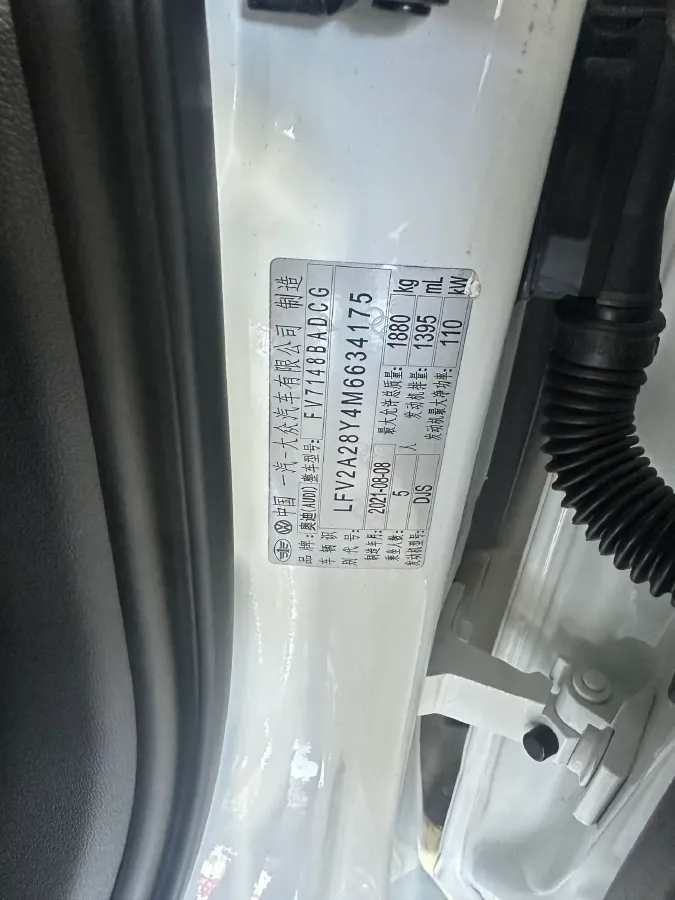 中国 一汽-大众汽车有限公司 制造
品牌:奥迪(AUDI) 整车型号: FV7148BADCG
车辆识别代号: LFV2A28Y4M6634175
制造年月: 2021-08-08 最大允许总质量: 1880 kg
乘坐人数: 5 人 发动机排量: 1395 mL
发动机型号: DJS 发动机最大净功率: 110 kW